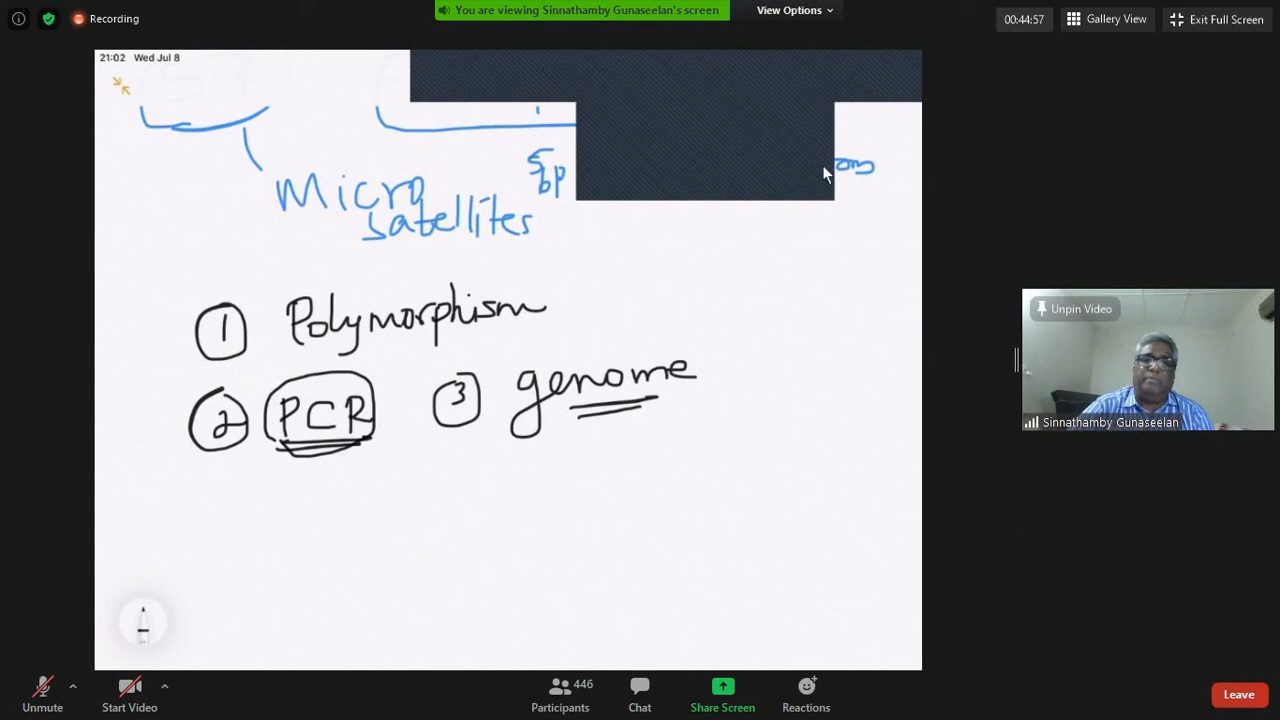 Recording
You are viewing Sinnathamby Gunaseelan's screen
View Options
00:44:57
Gallery View
Exit Full Screen
21:02 Wed Jul 8
Micro
satellites
5
bp
① Polymorphism
② PCR ③ genome
Unpin Video
Sinnathamby Gunaseelan
Unmute
Start Video
446
Participants
Chat
Share Screen
Reactions
Leave